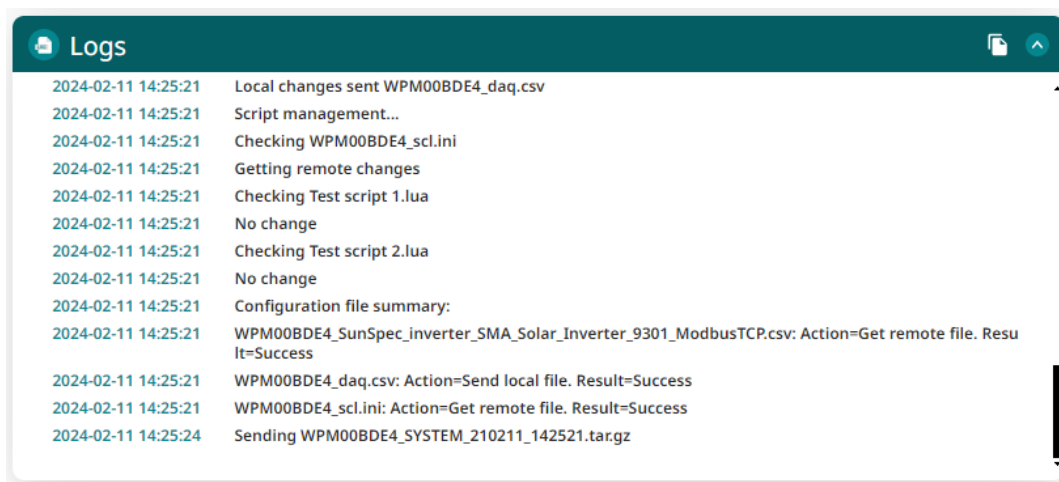 Logs
2024-02-11 14:25:21 Local changes sent WPM00BDE4_daq.csv
2024-02-11 14:25:21 Script management...
2024-02-11 14:25:21 Checking WPM00BDE4_scl.ini
2024-02-11 14:25:21 Getting remote changes
2024-02-11 14:25:21 Checking Test script 1.lua
2024-02-11 14:25:21 No change
2024-02-11 14:25:21 Checking Test script 2.lua
2024-02-11 14:25:21 No change
2024-02-11 14:25:21 Configuration file summary:
2024-02-11 14:25:21 WPM00BDE4_SunSpec_inverter_SMA_Solar_Inverter_9301_ModbusTCP.csv: Action=Get remote file. Resu
lt=Success
2024-02-11 14:25:21 WPM00BDE4_daq.csv: Action=Send local file. Result=Success
2024-02-11 14:25:21 WPM00BDE4_scl.ini: Action=Get remote file. Result=Success
2024-02-11 14:25:24 Sending WPM00BDE4_SYSTEM_210211_142521.tar.gz